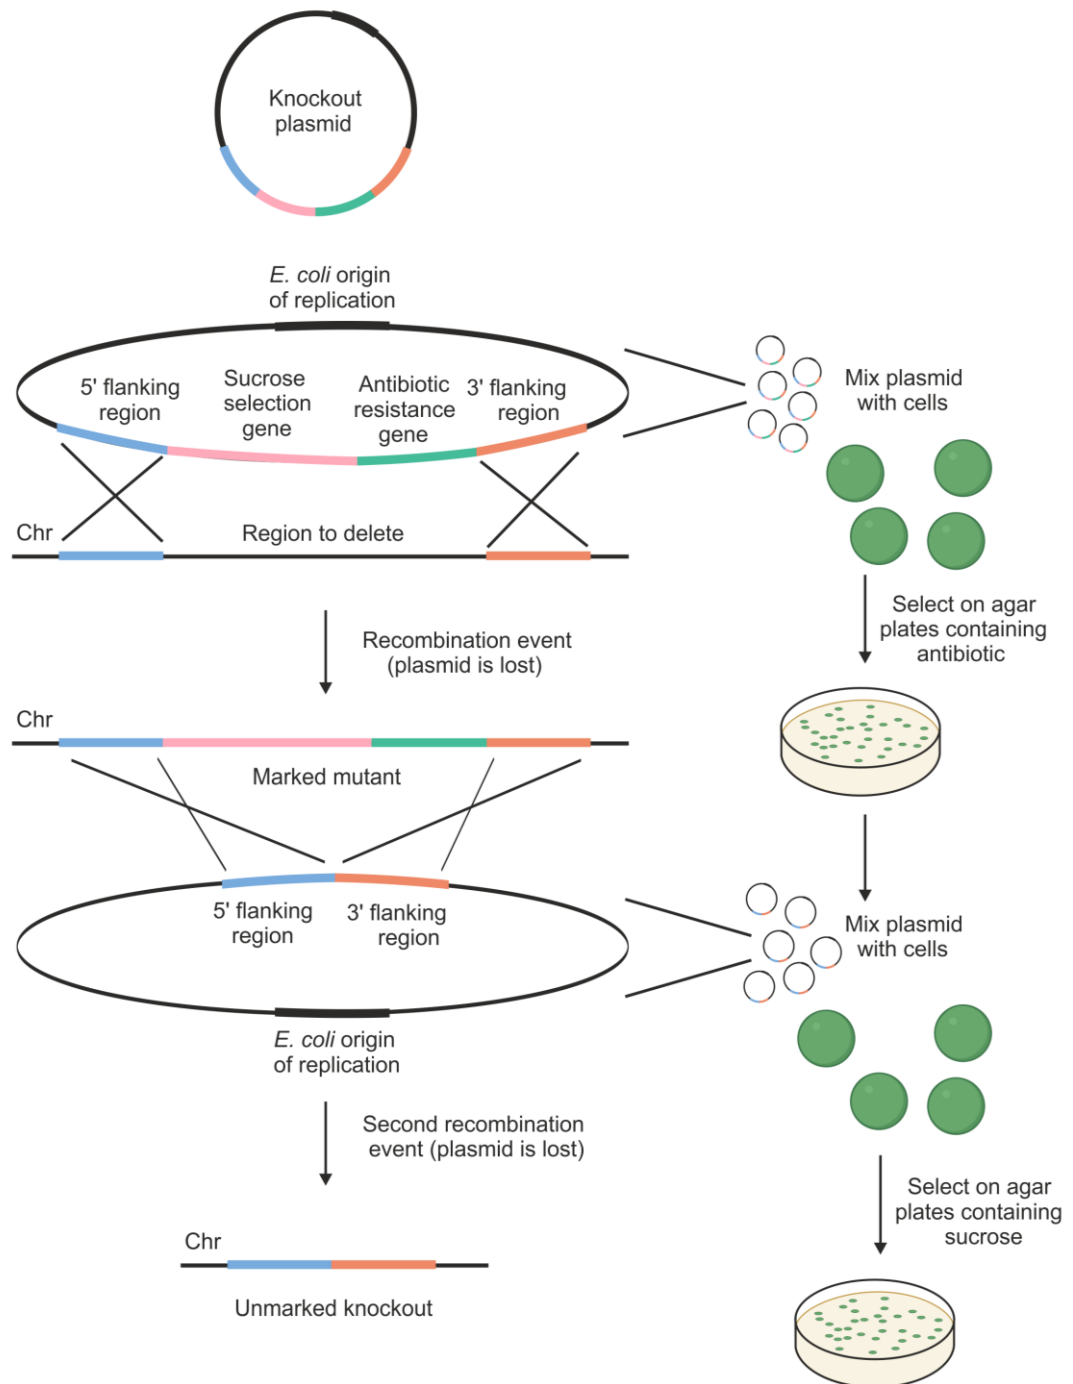 Knockout
plasmid
E. coli origin
of replication
5' flanking
region
Sucrose
selection
gene
Antibiotic
resistance
gene
3' flanking
region
Mix plasmid
with cells
Chr
Region to delete
Select on agar
plates containing
antibiotic
Recombination event
(plasmid is lost)
Chr
Marked mutant
5' flanking
region
3' flanking
region
Mix plasmid
with cells
E. coli origin
of replication
Second recombination
event (plasmid is lost)
Select on agar
plates containing
sucrose
Chr
Unmarked knockout